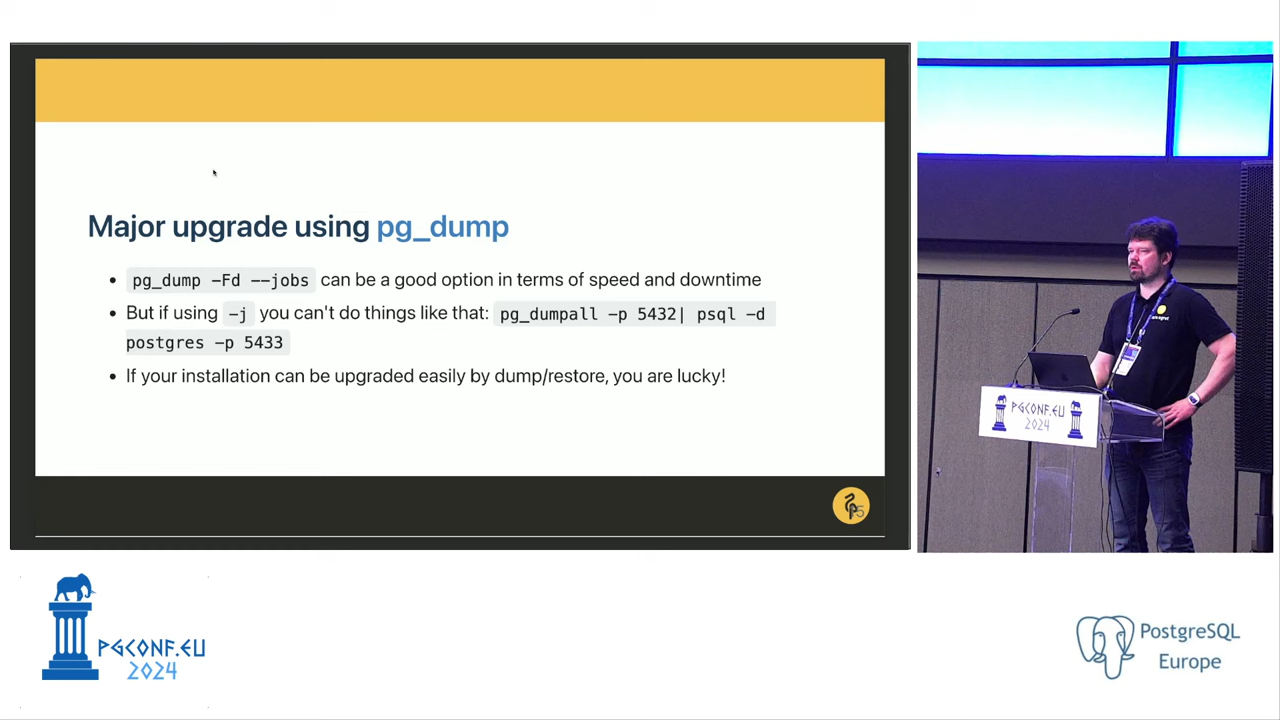 Major upgrade using pg_dump
• pg_dump -Fd --jobs can be a good option in terms of speed and downtime
• But if using -j you can't do things like that: pg_dumpall -p 5432| psql -d
postgres -p 5433
• If your installation can be upgraded easily by dump/restore, you are lucky!
PGCONF.EU
2024
PGCONF.EU
2024
PostgreSQL
Europe